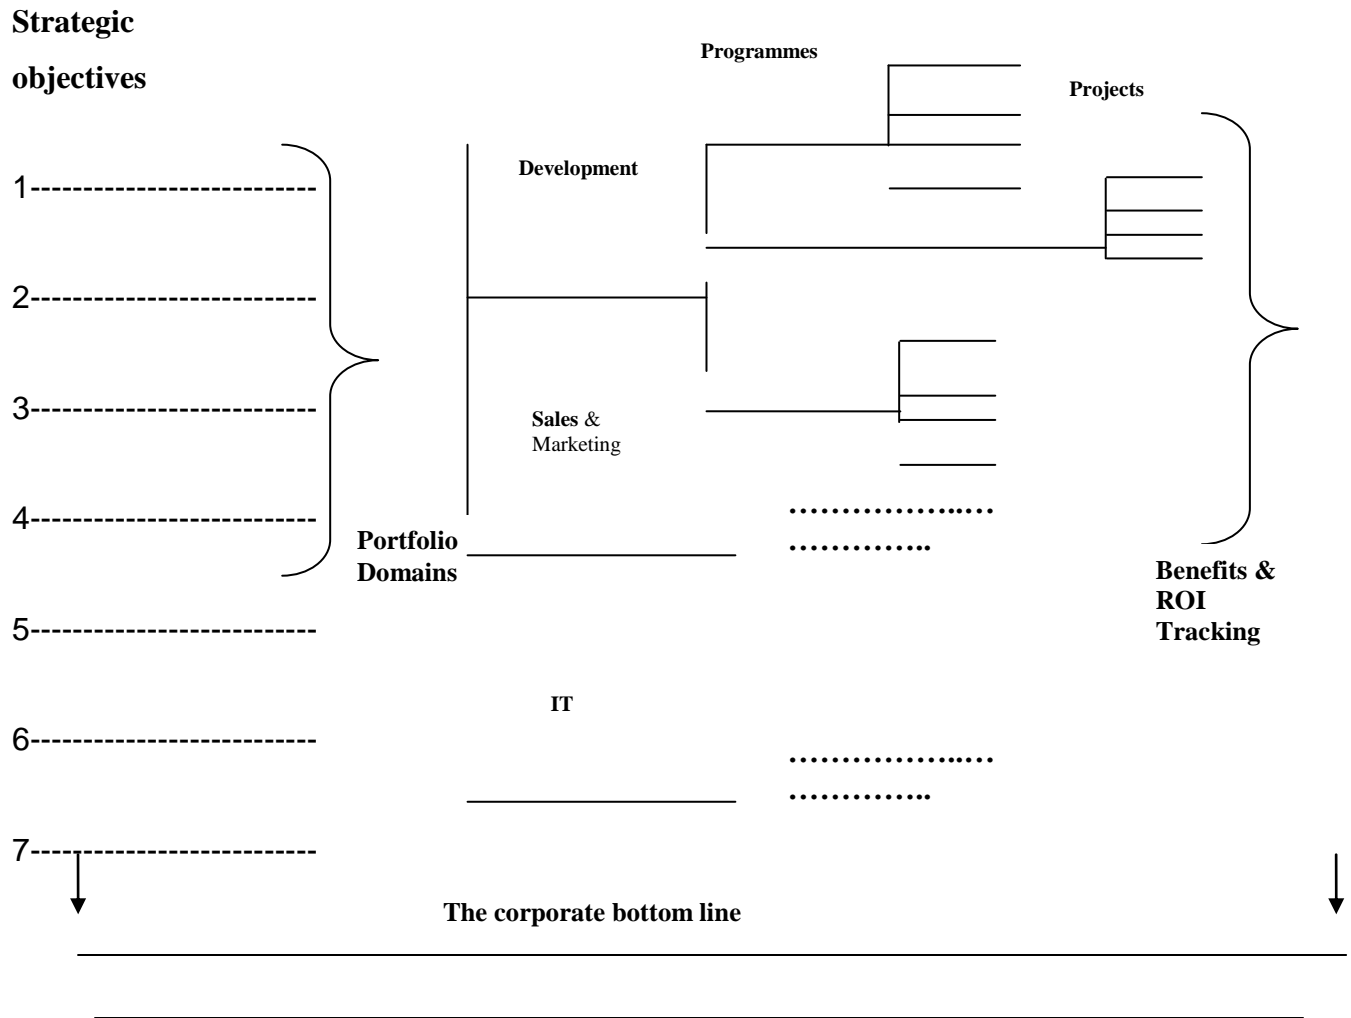 Strategic
objectives
Programmes
Projects
Development
1---------------------------
2---------------------------
3---------------------------
Sales &
Marketing
4---------------------------
Portfolio
Domains
……………..…
…………..
Benefits &
ROI
Tracking
5---------------------------
IT
6---------------------------
……………..…
…………..
7---------------------------
The corporate bottom line